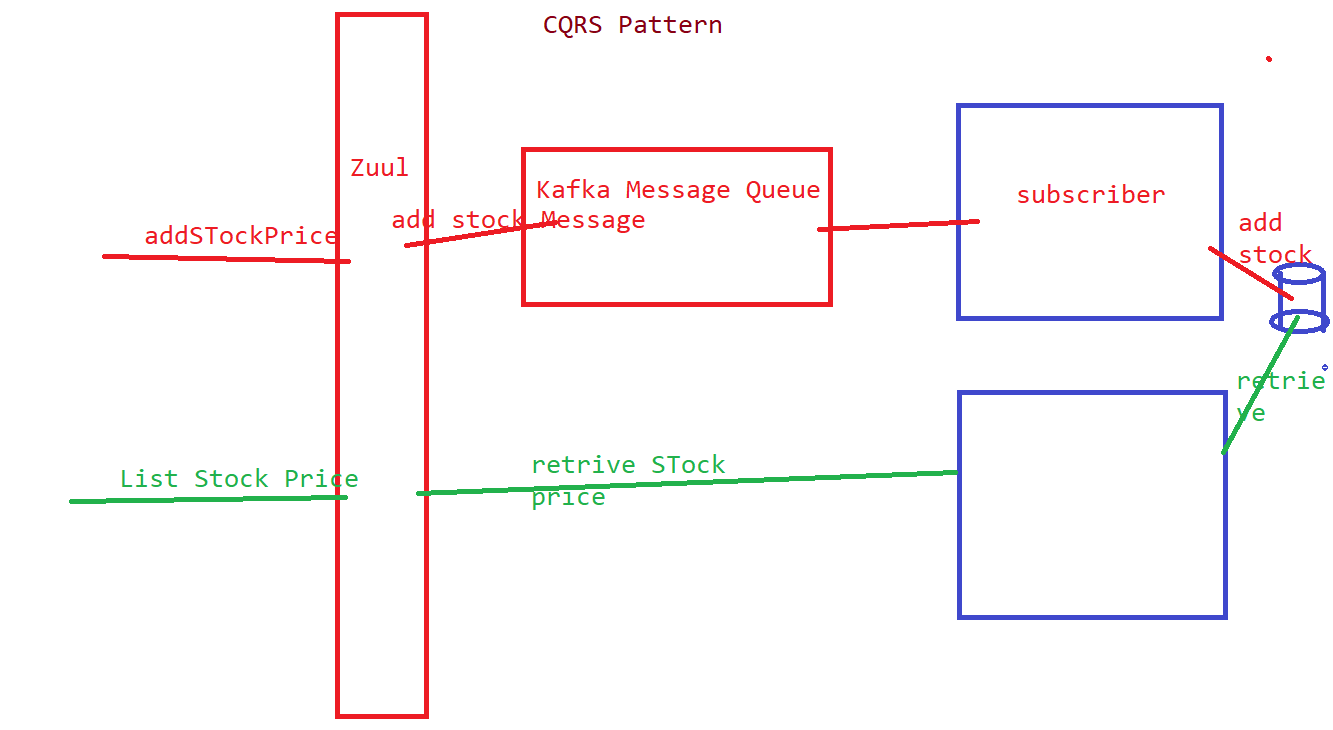 CQRS Pattern
Zuul
Kafka Message Queue
subscriber
add stock Message
addSTockPrice
add
stock
retrie
ve
List Stock Price
retrive STock
price